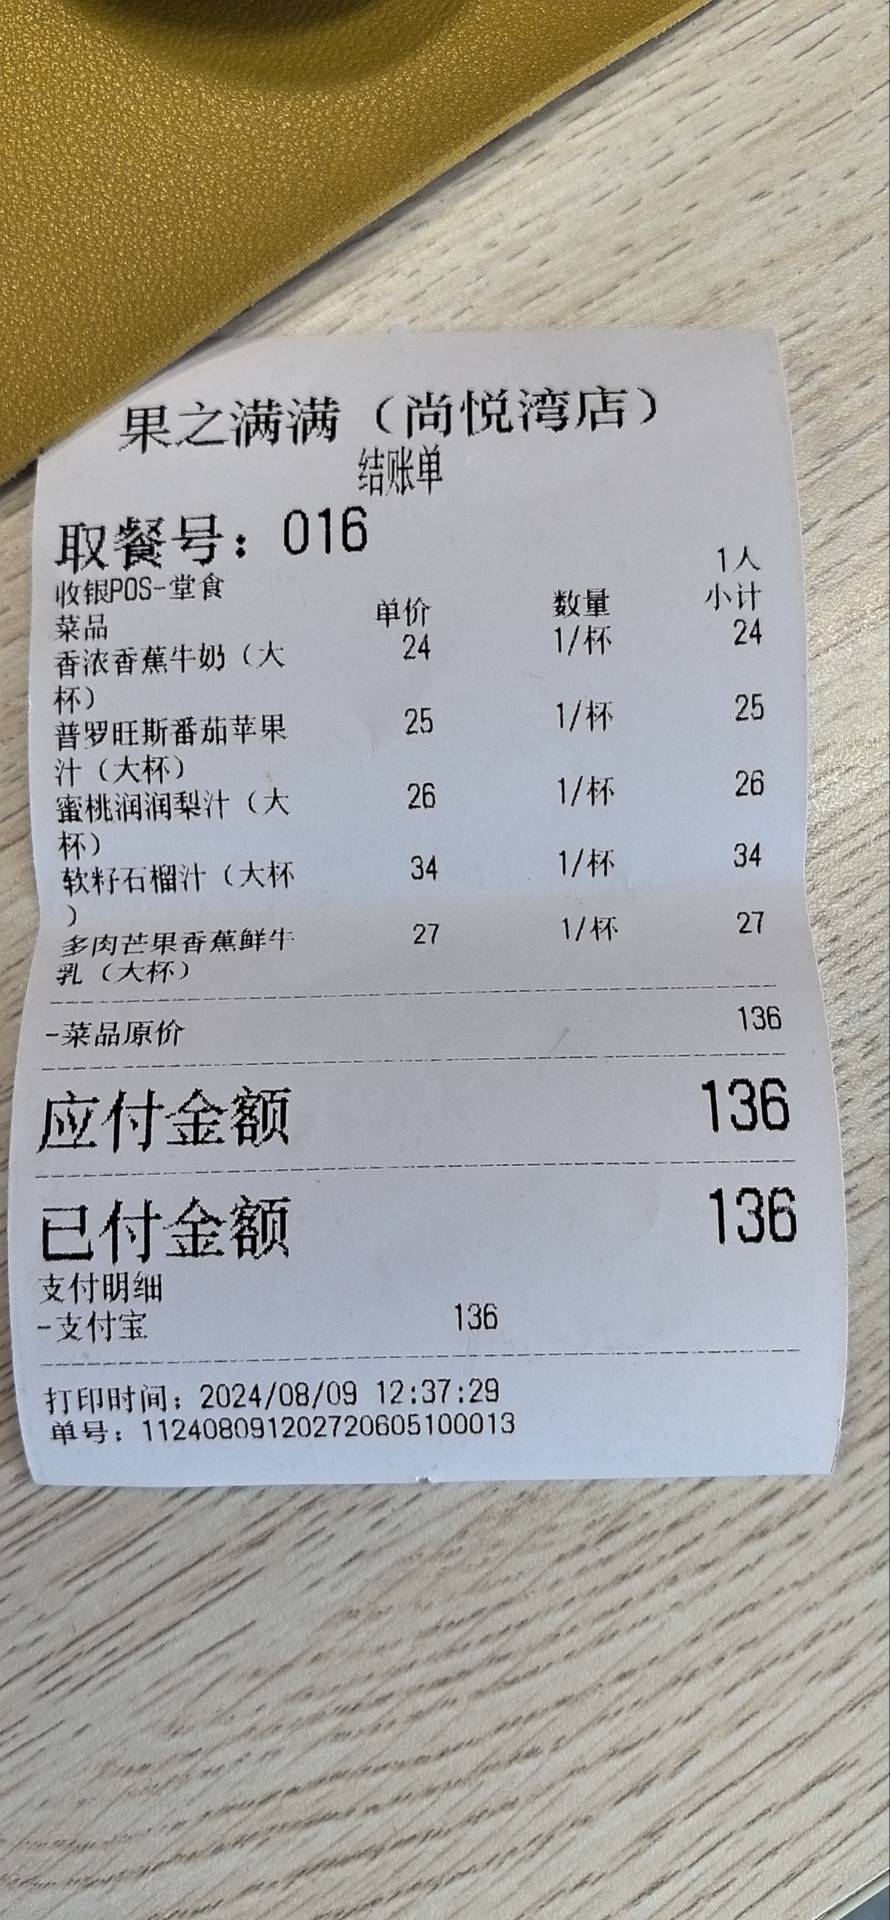 果之满满（尚悦湾店）
结账单
取餐号：016
1人
收银POS-堂食
菜品 单价 数量 小计
香浓香蕉牛奶（大 24 1/杯 24
杯）
普罗旺斯番茄苹果 25 1/杯 25
汁（大杯）
蜜桃润润梨汁（大 26 1/杯 26
杯）
软籽石榴汁（大杯 34 1/杯 34
）
多肉芒果香蕉鲜牛 27 1/杯 27
乳（大杯）
-菜品原价 136
应付金额 136
已付金额 136
支付明细
-支付宝 136
打印时间：2024/08/09 12:37:29
单号：112408091202720605100013